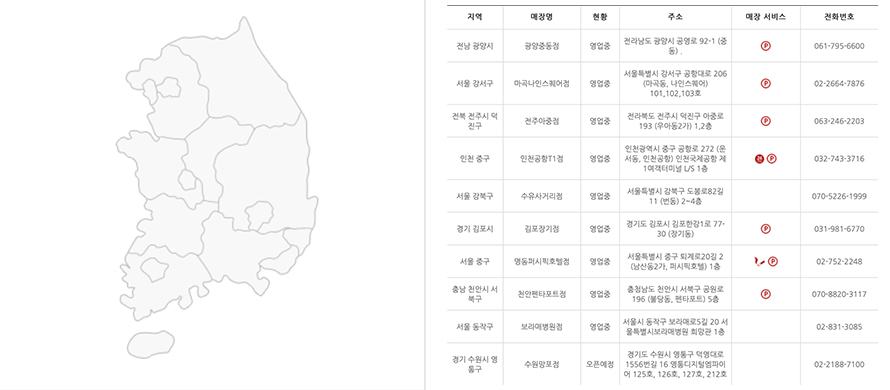 지역 매장명 현황 주소 매장 서비스 전화번호
전남 광양시 광양중동점 영업중 전라남도 광양시 공영로 92-1 (중
동) . P 061-795-6600
서울 강서구 마곡나인스퀘어점 영업중 서울특별시 강서구 공항대로 206
(마곡동, 나인스퀘어)
101,102,103호 P 02-2664-7876
전북 전주시 덕
진구 전주아중점 영업중 전라북도 전주시 덕진구 아중로
193 (우아동2가) 1,2층 P 063-246-2203
인천 중구 인천공항T1점 영업중 인천광역시 중구 공항로 272 (운
서동, 인천공항) 인천국제공항 제
1여객터미널 L/S 1층 P 032-743-3716
서울 강북구 수유사거리점 영업중 서울특별시 강북구 도봉로82길
11 (번동) 2~4층 070-5226-1999
경기 김포시 김포장기점 영업중 경기도 김포시 김포한강1로 77-
30 (장기동) P 031-981-6770
서울 중구 명동퍼시픽호텔점 영업중 서울특별시 중구 퇴계로20길 2
(남산동2가, 퍼시픽호텔) 1층 P 02-752-2248
충남 천안시 서
북구 천안펜타포트점 영업중 충청남도 천안시 서북구 공원로
196 (불당동, 펜타포트) 5층 P 070-8820-3117
서울 동작구 보라매병원점 영업중 서울시 동작구 보라매로5길 20 서
울특별시보라매병원 희망관 1층 02-831-3085
경기 수원시 영
통구 수원망포점 오픈예정 경기도 수원시 영통구 덕영대로
1556번길 16 영통디지털엠파이
어 125호, 126호, 127호, 212호 02-2188-7100